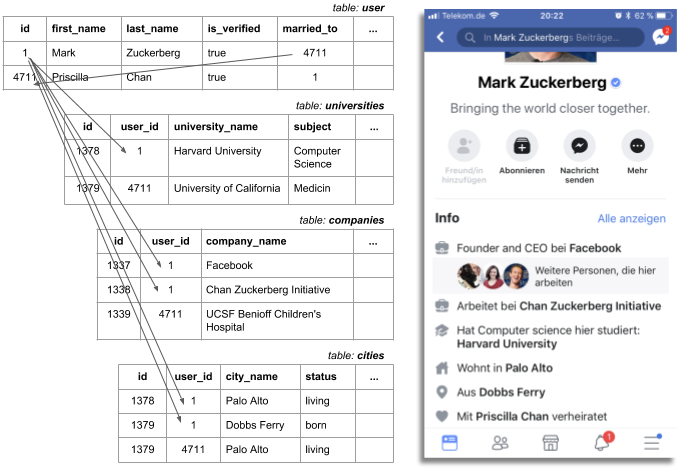 table: user
id first_name last_name is_verified married_to ...
1 Mark Zuckerberg true 4711
4711 Priscilla Chan true 1
table: universities
id user_id university_name subject ...
1378 1 Harvard University Computer
Science
1379 4711 University of California Medicin
table: companies
id user_id company_name ...
1337 1 Facebook
1338 1 Chan Zuckerberg Initiative
1339 4711 UCSF Benioff Children's
Hospital
table: cities
id user_id city_name status ...
1378 1 Palo Alto living
1379 1 Dobbs Ferry born
1379 4711 Palo Alto living
Telekom.de 20:22 62 %
In Mark Zuckerbergs Beiträge... 2
Mark Zuckerberg
Bringing the world closer together.
Freund/in
hinzufügen
Abonnieren
Nachricht
senden
Mehr
Info Alle anzeigen
Founder and CEO bei Facebook
Weitere Personen, die hier
arbeiten
Arbeitet bei Chan Zuckerberg Initiative
Hat Computer science hier studiert:
Harvard University
Wohnt in Palo Alto
Aus Dobbs Ferry
Mit Priscilla Chan verheiratet
1